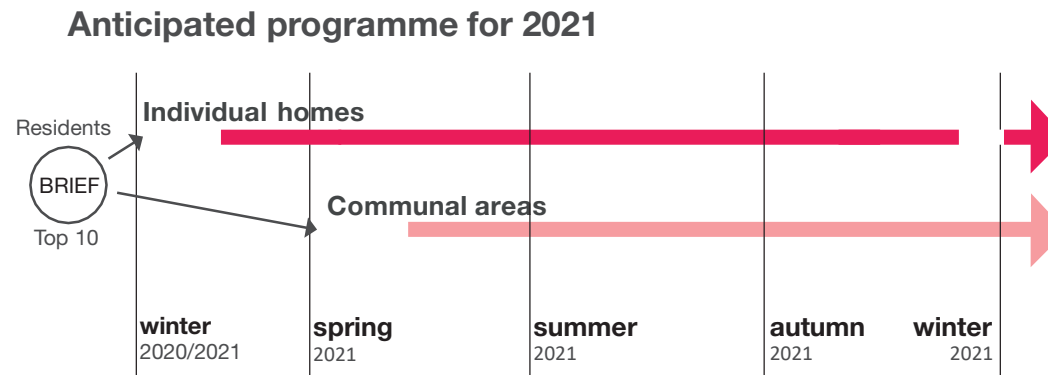 Anticipated programme for 2021
Individual homes
Residents
BRIEF
Top 10
Communal areas
winter
2020/2021
spring
2021
summer
2021
autumn
2021
winter
2021